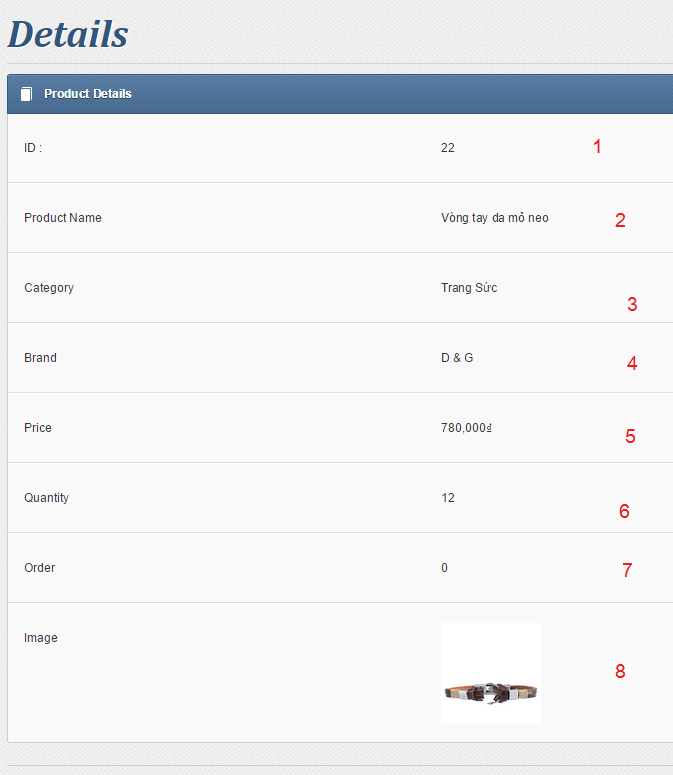 Details
Product Details
ID : 22 1
Product Name Vòng tay da mỏ neo 2
Category Trang Sức 3
Brand D & G 4
Price 780,000₫ 5
Quantity 12 6
Order 0 7
Image 8